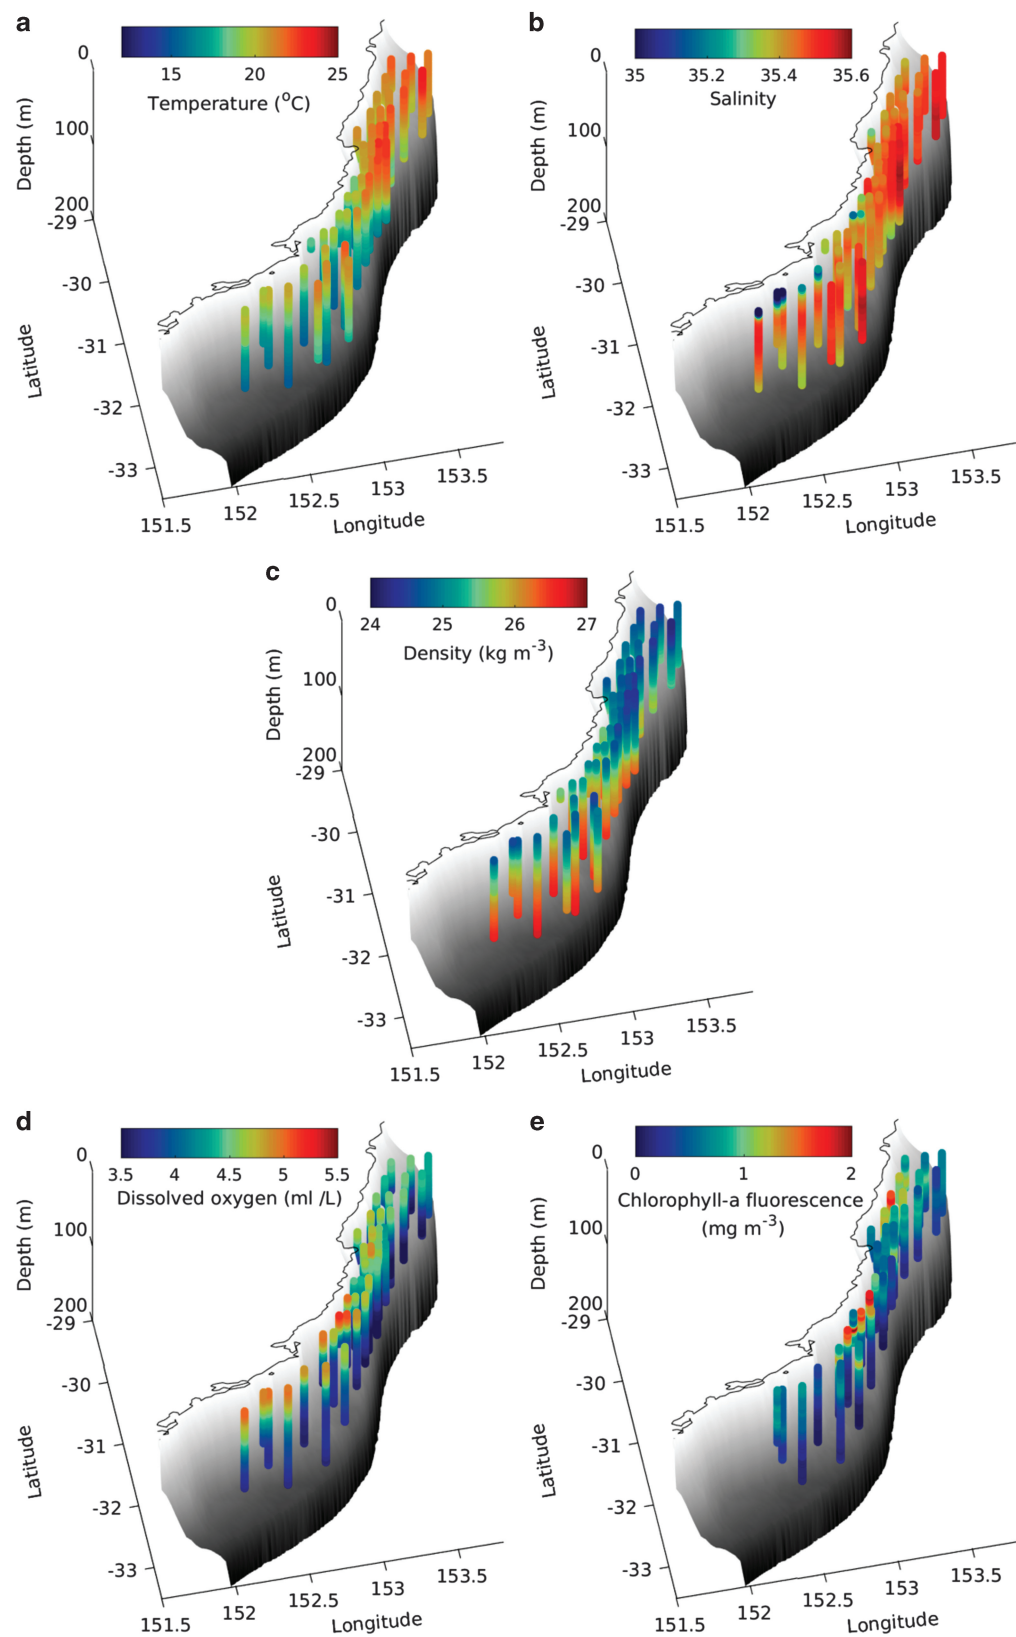 a
15 20 25
Temperature (°C)
0
100
200
Depth (m)
-29
-30
-31
-32
-33
Latitude
151.5
152
152.5
153
153.5
Longitude
b
35 35.2 35.4 35.6
Salinity
0
100
200
Depth (m)
-29
-30
-31
-32
-33
Latitude
151.5
152
152.5
153
153.5
Longitude
c
24 25 26 27
Density (kg m⁻³)
0
100
200
Depth (m)
-29
-30
-31
-32
-33
Latitude
151.5
152
152.5
153
153.5
Longitude
d
3.5 4 4.5 5 5.5
Dissolved oxygen (ml /L)
0
100
200
Depth (m)
-29
-30
-31
-32
-33
Latitude
151.5
152
152.5
153
153.5
Longitude
e
0 1 2
Chlorophyll-a fluorescence
(mg m⁻³)
0
100
200
Depth (m)
-29
-30
-31
-32
-33
Latitude
151.5
152
152.5
153
153.5
Longitude